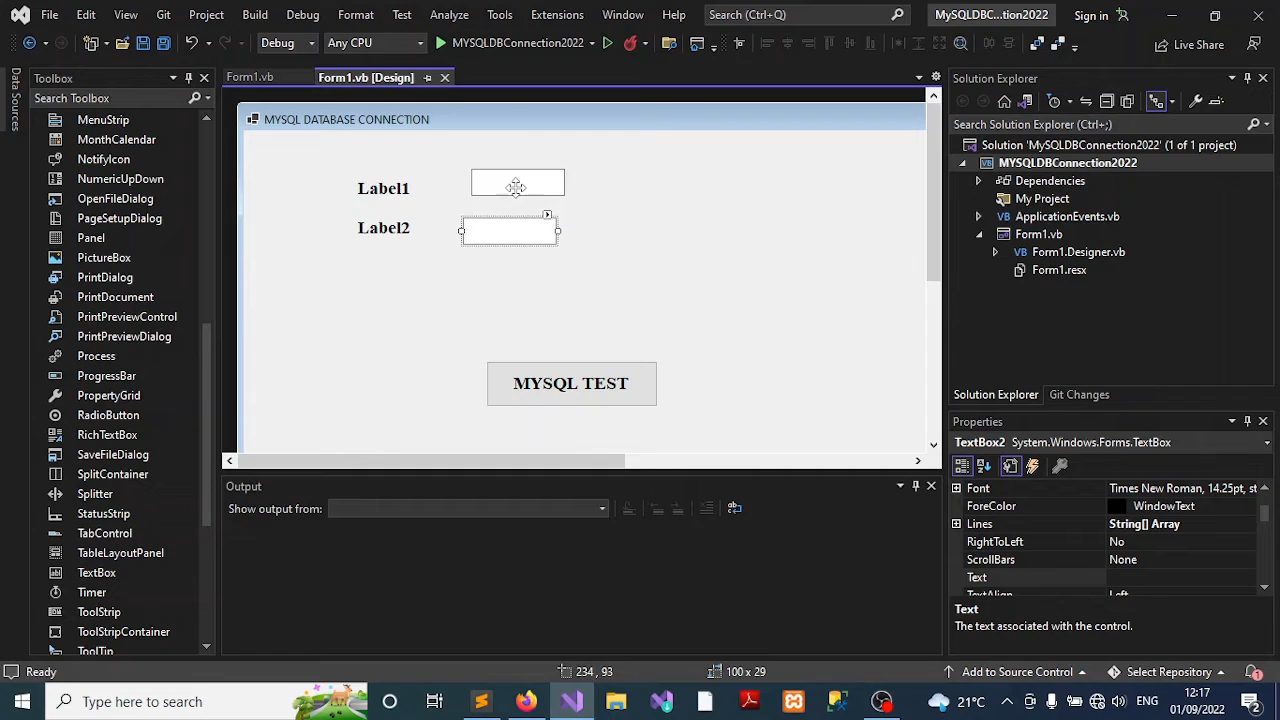 File Edit View Git Project Build Debug Format Test Analyze Tools Extensions Window Help Search (Ctrl+Q) MySQLDBC...tion2022 Sign in
Debug Any CPU MYSQLDBConnection2022 Live Share
Data Sources
Toolbox
Search Toolbox
MenuStrip
MonthCalendar
NotifyIcon
NumericUpDown
OpenFileDialog
PageSetupDialog
Panel
PictureBox
PrintDialog
PrintDocument
PrintPreviewControl
PrintPreviewDialog
Process
ProgressBar
PropertyGrid
RadioButton
RichTextBox
SaveFileDialog
SplitContainer
Splitter
StatusStrip
TabControl
TableLayoutPanel
TextBox
Timer
ToolStrip
ToolStripContainer
ToolTip
Form1.vb Form1.vb [Design]
MYSQL DATABASE CONNECTION
Label1
Label2
MYSQL TEST
Output
Show output from:
Solution Explorer
Search Solution Explorer (Ctrl+;)
Solution 'MySQLDBConnection2022' (1 of 1 project)
MYSQLDBConnection2022
Dependencies
My Project
ApplicationEvents.vb
Form1.vb
Form1.Designer.vb
Form1.resx
Solution Explorer Git Changes
Properties
TextBox2 System.Windows.Forms.TextBox
Font Times New Roman, 14.25pt, st
ForeColor WindowText
Lines String[] Array
RightToLeft No
ScrollBars None
Text
TextAlign Left
Text
The text associated with the control.
Ready 234, 93 100 x 29 Add to Source Control Select Repository 1
Type here to search 21°C ENG 12:17
01/09/2022 2